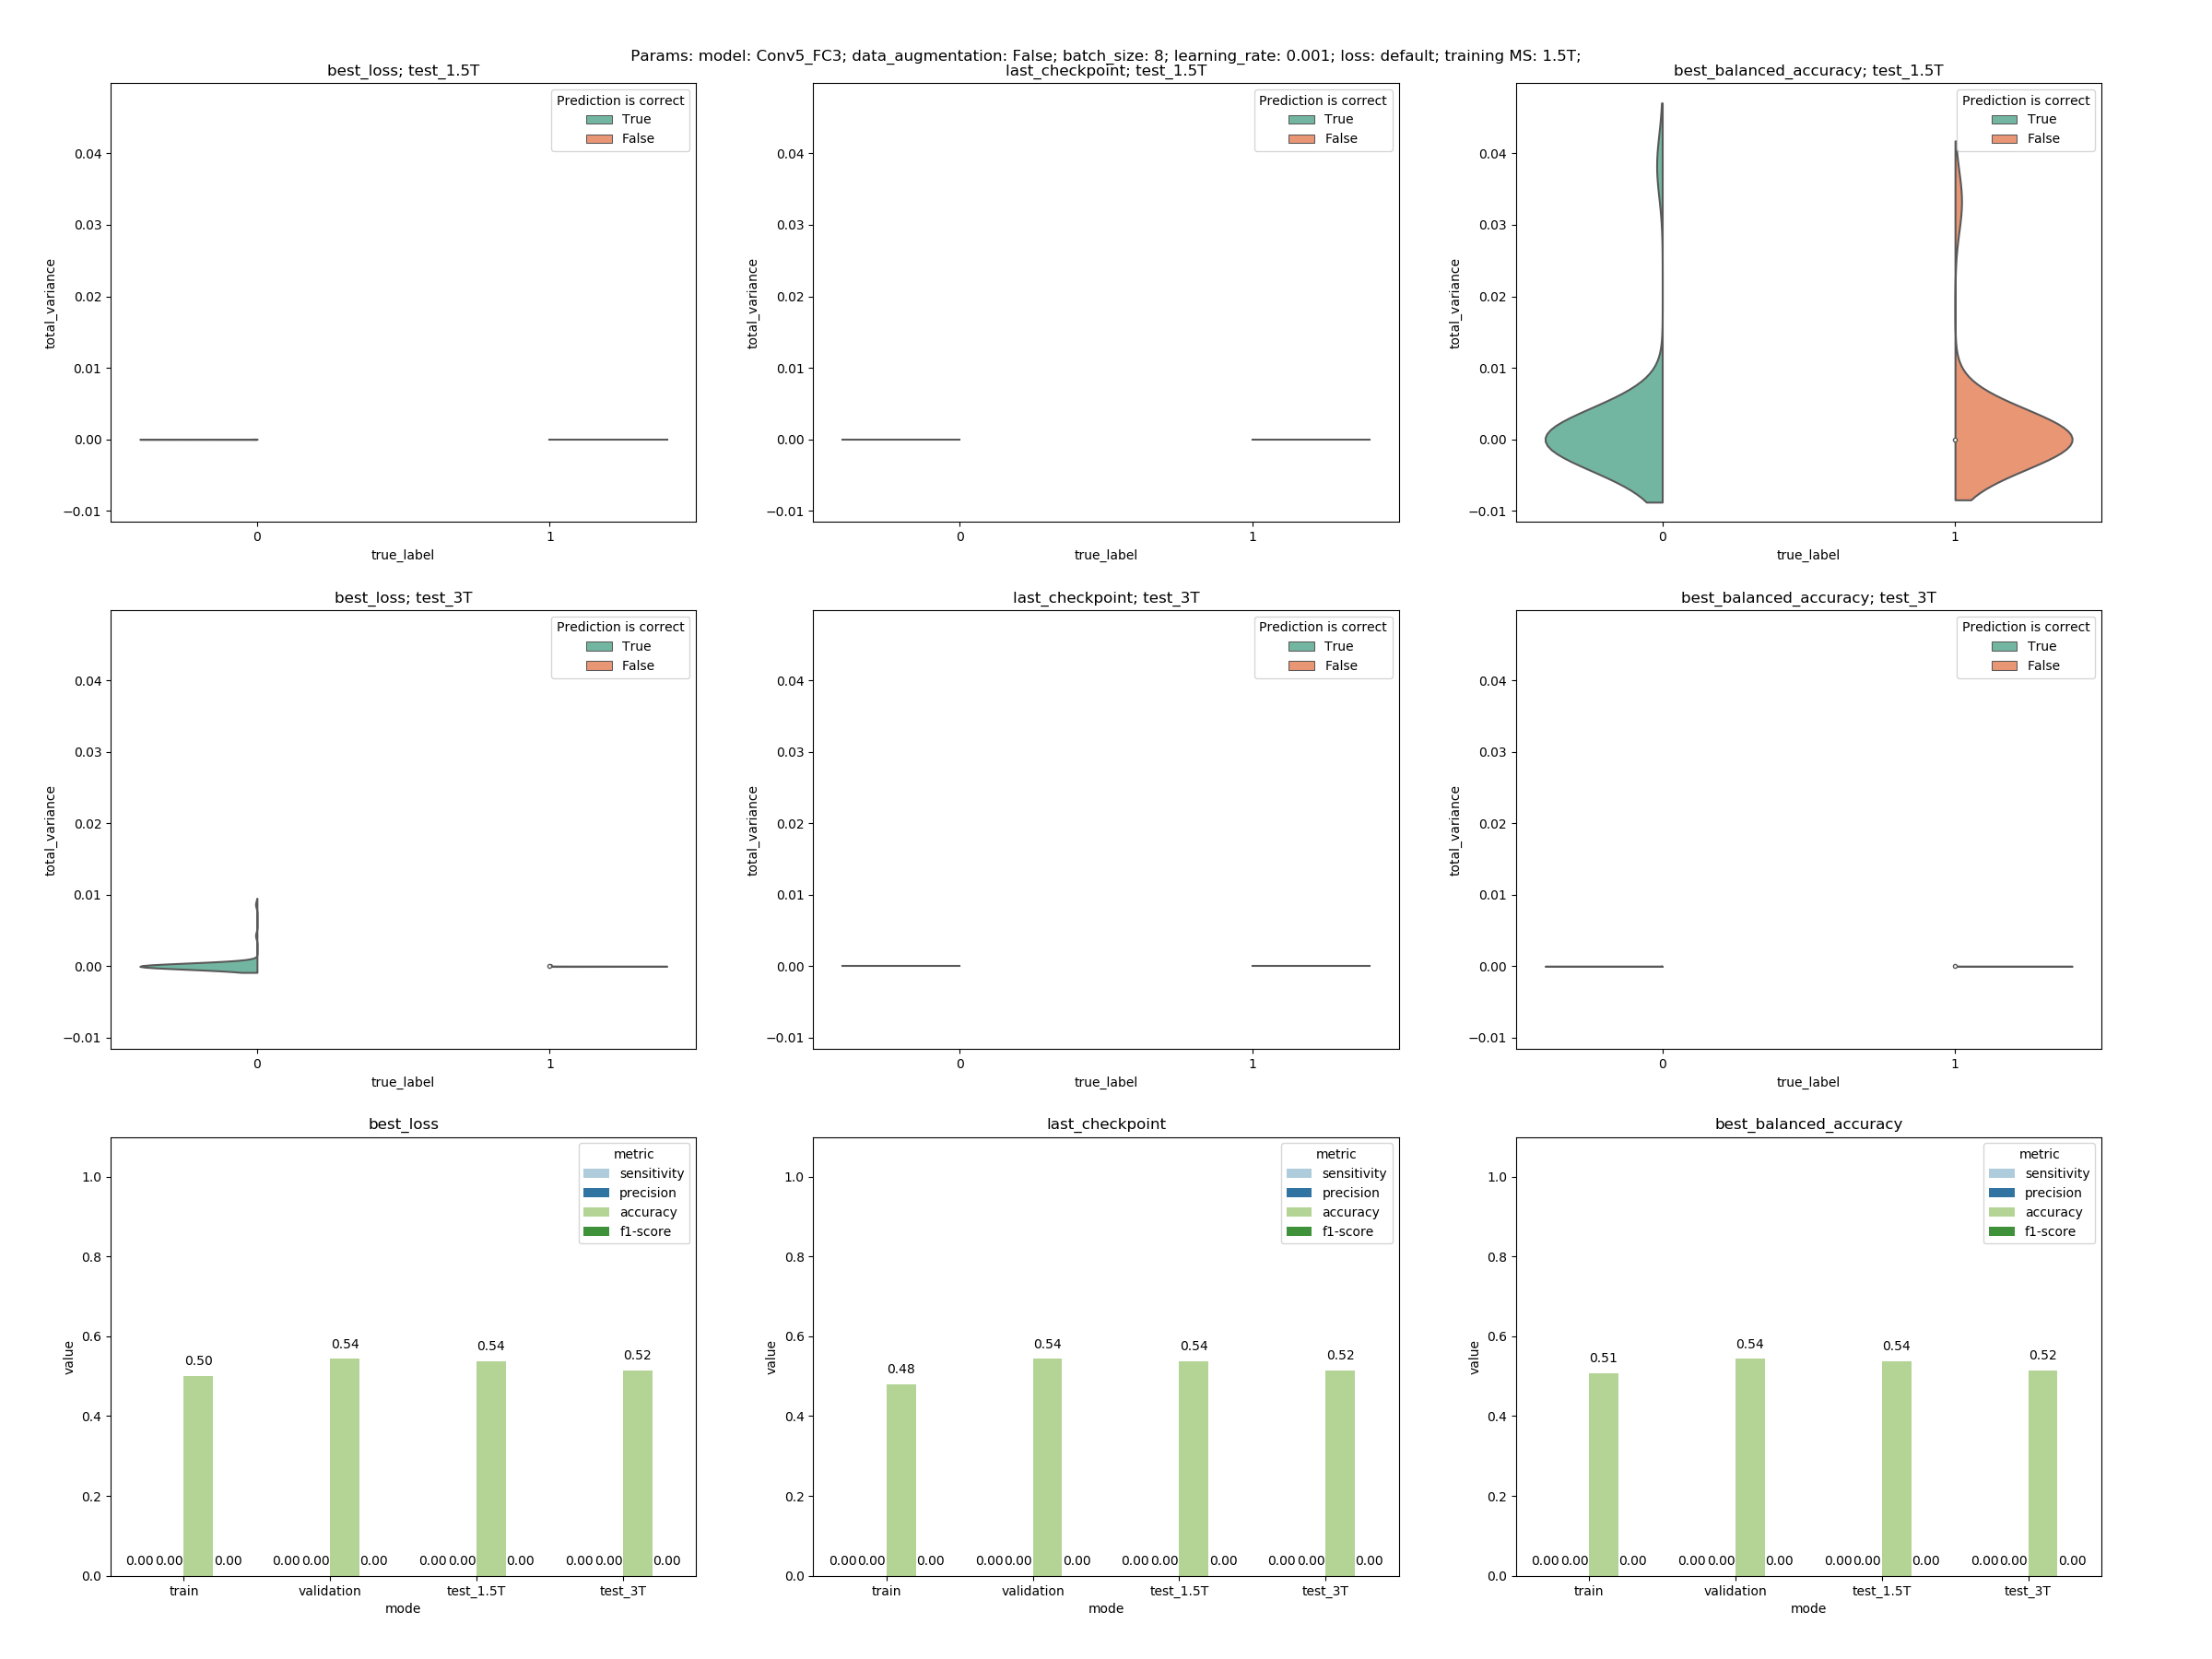 Params: model: Conv5_FC3; data_augmentation: False; batch_size: 8; learning_rate: 0.001; loss: default; training MS: 1.5T;
best_loss; test_1.5T
Prediction is correct
True
False
total_variance
0.04
0.03
0.02
0.01
0.00
−0.01
0 1
true_label
last_checkpoint; test_1.5T
Prediction is correct
True
False
total_variance
0.04
0.03
0.02
0.01
0.00
−0.01
0 1
true_label
best_balanced_accuracy; test_1.5T
Prediction is correct
True
False
total_variance
0.04
0.03
0.02
0.01
0.00
−0.01
0 1
true_label
best_loss; test_3T
Prediction is correct
True
False
total_variance
0.04
0.03
0.02
0.01
0.00
−0.01
0 1
true_label
last_checkpoint; test_3T
Prediction is correct
True
False
total_variance
0.04
0.03
0.02
0.01
0.00
−0.01
0 1
true_label
best_balanced_accuracy; test_3T
Prediction is correct
True
False
total_variance
0.04
0.03
0.02
0.01
0.00
−0.01
0 1
true_label
best_loss
metric
sensitivity
precision
accuracy
f1-score
value
1.0
0.8
0.6
0.4
0.2
0.0
0.50 0.54 0.54 0.52
0.00 0.00 0.00 0.00 0.00 0.00 0.00 0.00 0.00 0.00 0.00 0.00
train validation test_1.5T test_3T
mode
last_checkpoint
metric
sensitivity
precision
accuracy
f1-score
value
1.0
0.8
0.6
0.4
0.2
0.0
0.48 0.54 0.54 0.52
0.00 0.00 0.00 0.00 0.00 0.00 0.00 0.00 0.00 0.00 0.00 0.00
train validation test_1.5T test_3T
mode
best_balanced_accuracy
metric
sensitivity
precision
accuracy
f1-score
value
1.0
0.8
0.6
0.4
0.2
0.0
0.51 0.54 0.54 0.52
0.00 0.00 0.00 0.00 0.00 0.00 0.00 0.00 0.00 0.00 0.00 0.00
train validation test_1.5T test_3T
mode